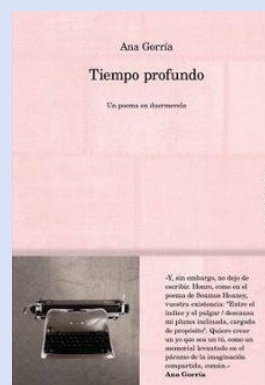 Ana Gorría
Tiempo profundo
Un poema en duermevela
«Y, sin embargo, no dejo de
escribir. Honro, como en el
poema de Seamus Heaney,
vuestra existencia: "Entre el
índice y el pulgar / descansa
mi pluma inclinada, cargada
de propósito". Quiero crear
un yo que sea un tú, como un
memorial levantado en el
páramo de la imaginación
compartida, común.»
Ana Gorría